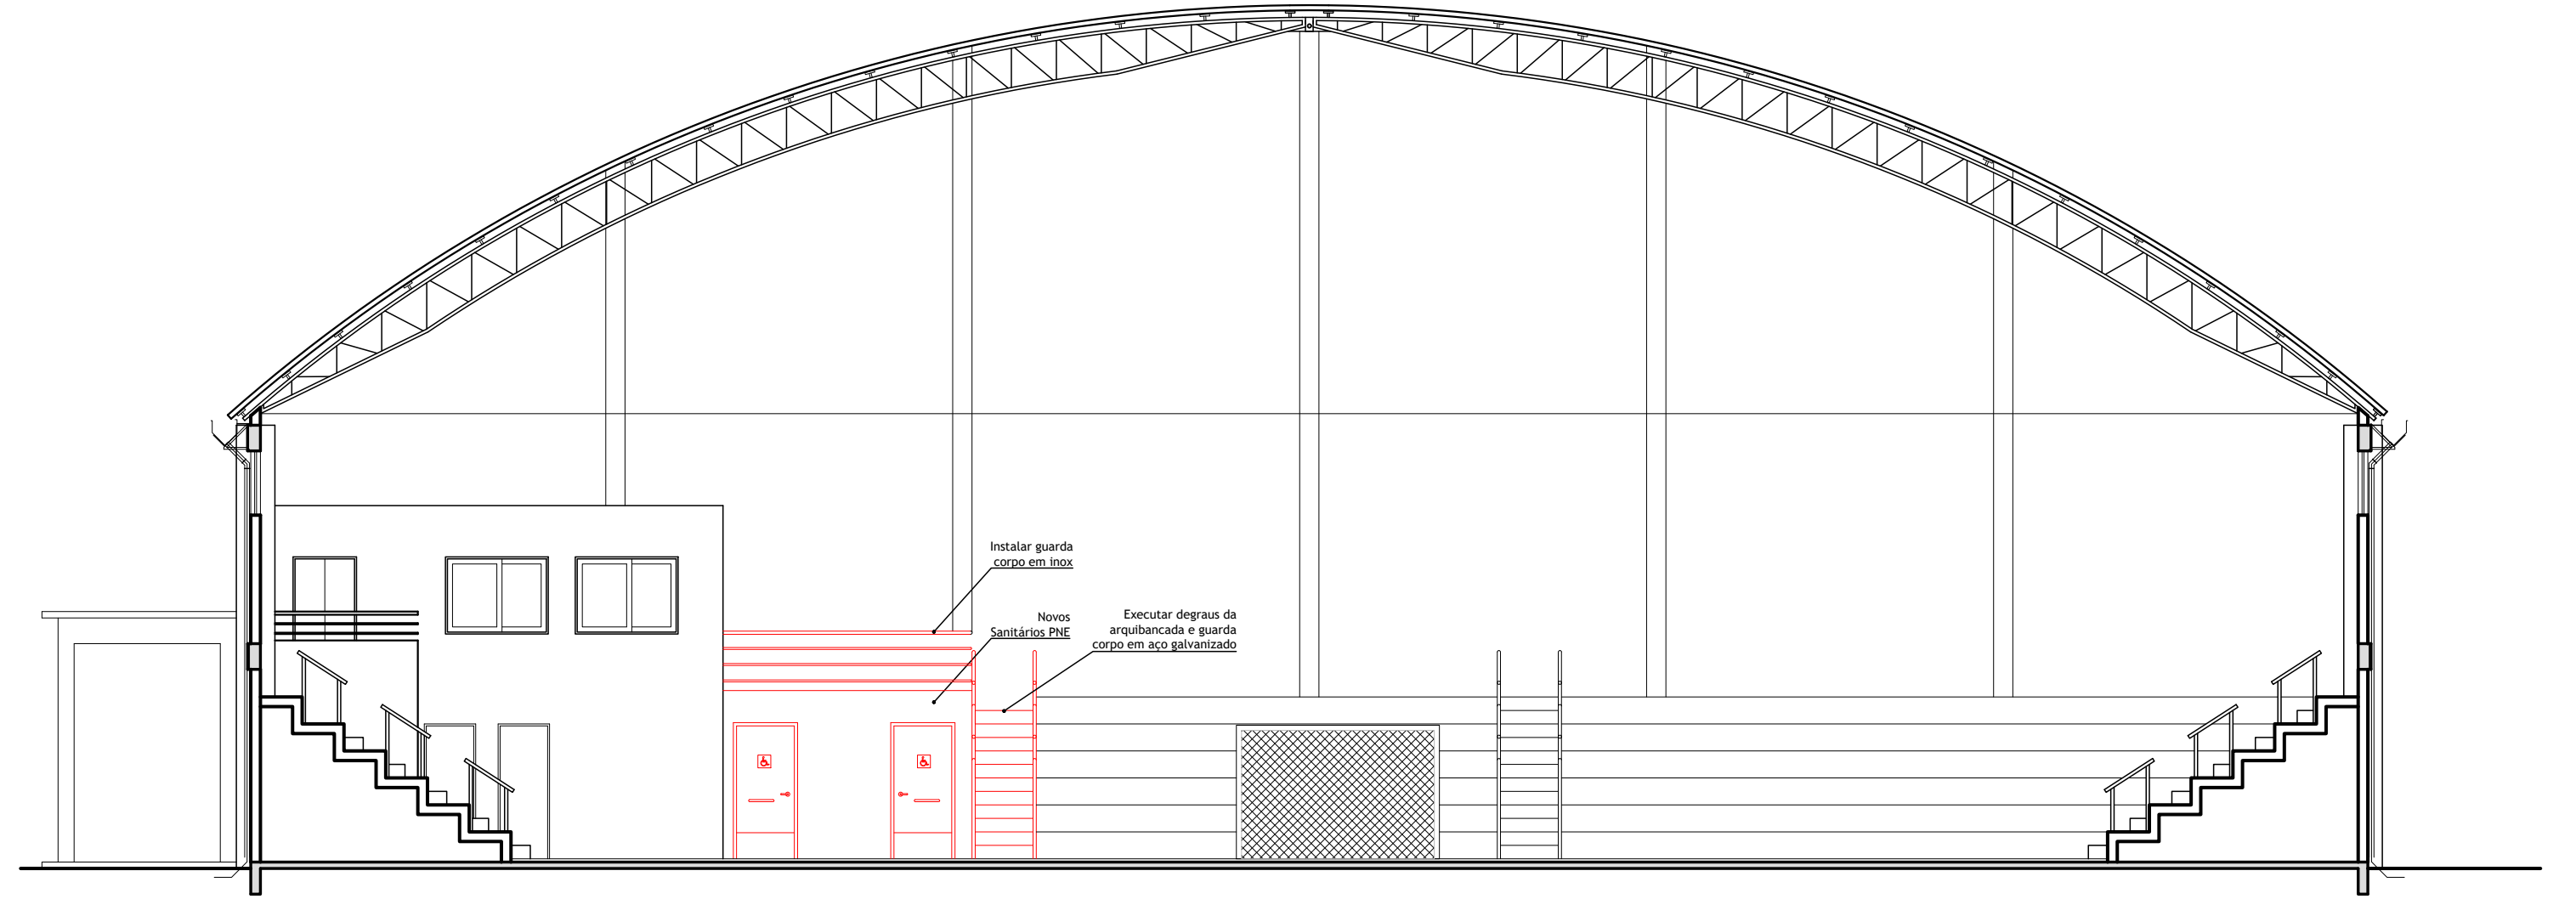 Instalar guarda
corpo em inox
Novos
Sanitários PNE
Executar degraus da
arquibancada e guarda
corpo em aço galvanizado